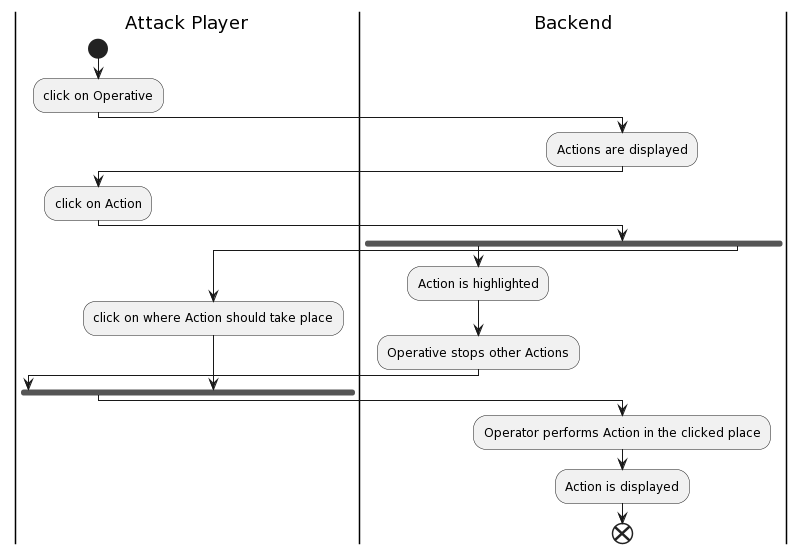 Attack Player
Backend
click on Operative
Actions are displayed
click on Action
Action is highlighted
click on where Action should take place
Operative stops other Actions
Operator performs Action in the clicked place
Action is displayed